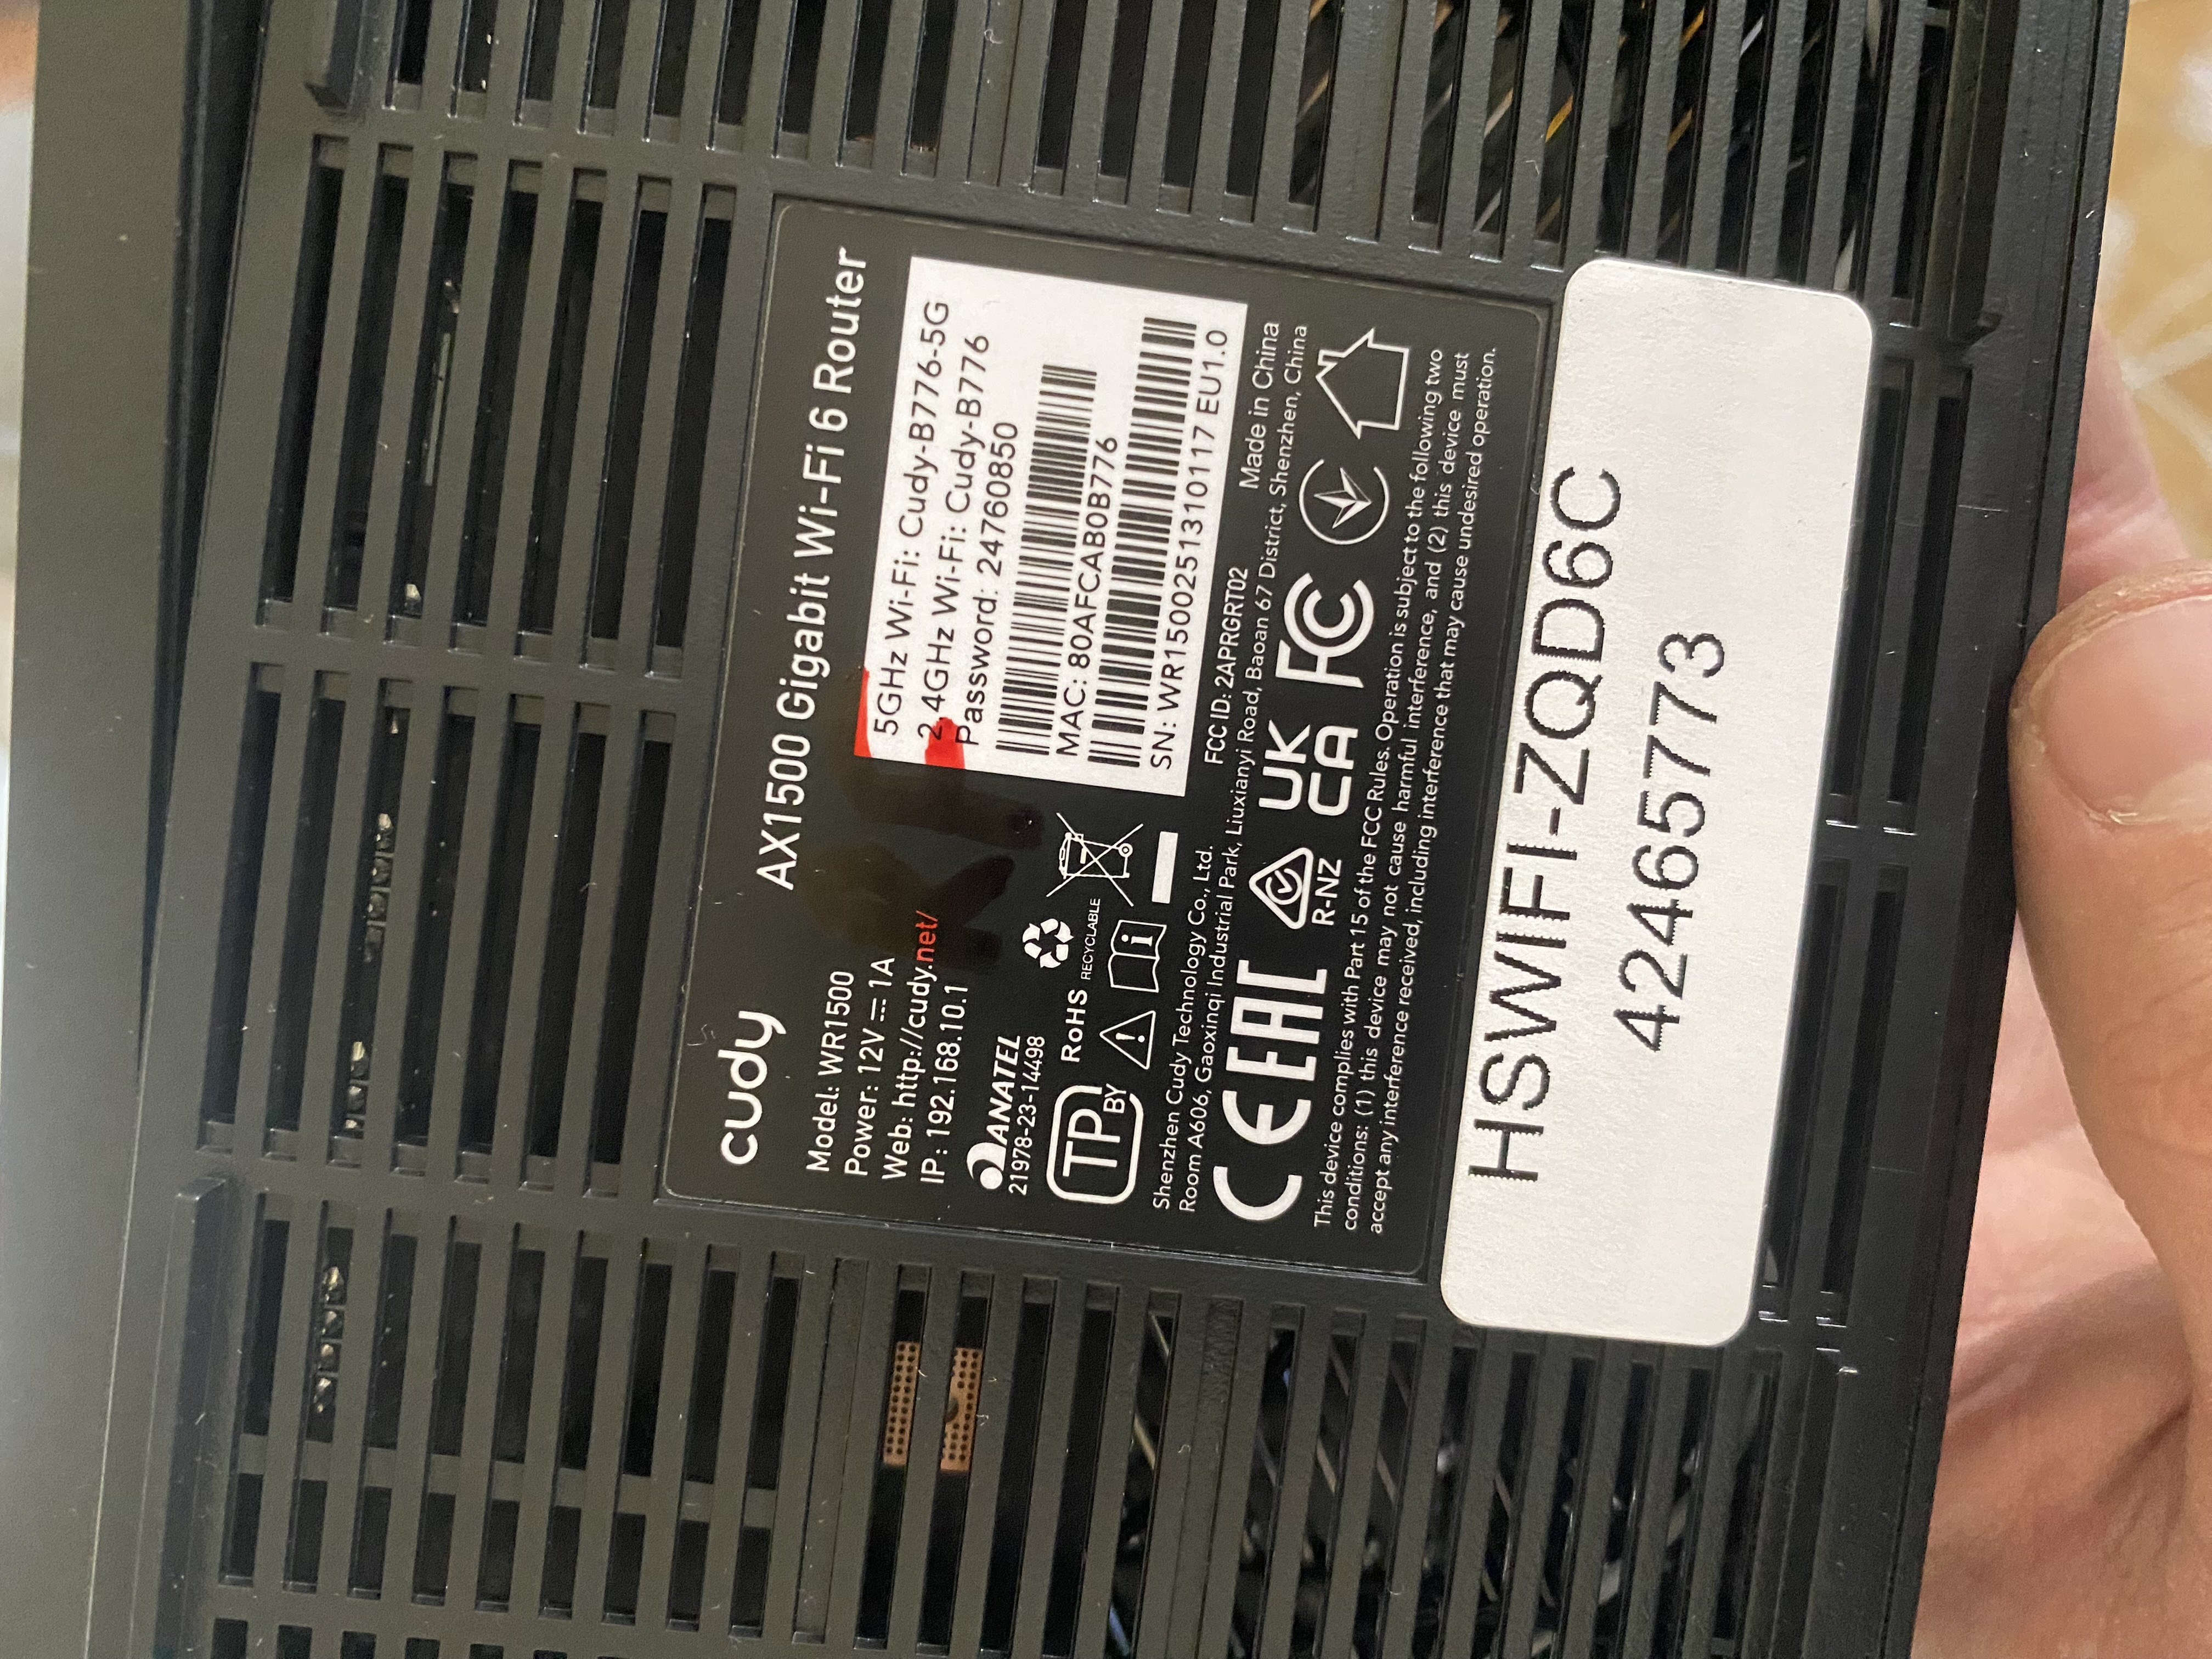 cudy
AX1500 Gigabit Wi-Fi 6 Router
Model: WR1500
Power: 12V ⎓ 1A
Web: http://cudy.net/
IP: 192.168.10.1
5GHz Wi-Fi: Cudy-B776-5G
2.4GHz Wi-Fi: Cudy-B776
Password: 24760850
MAC: 80AFCAB0B776
SN: WR1500251310117 EU1.0
ANATEL
21978-23-14498
RoHS
RECYCLABLE
TP
BY
FCC ID: 2APRGRT02
Made in China
Shenzhen Cudy Technology Co., Ltd.
Room A606, Gaoxinqi Industrial Park, Liuxianyi Road, Baoan 67 District, Shenzhen, China
CE EAC R-NZ UK CA FC
This device complies with Part 15 of the FCC Rules. Operation is subject to the following two
conditions: (1) this device may not cause harmful interference, and (2) this device must
accept any interference received, including interference that may cause undesired operation.
HSWIFI-ZQD6C
42465773